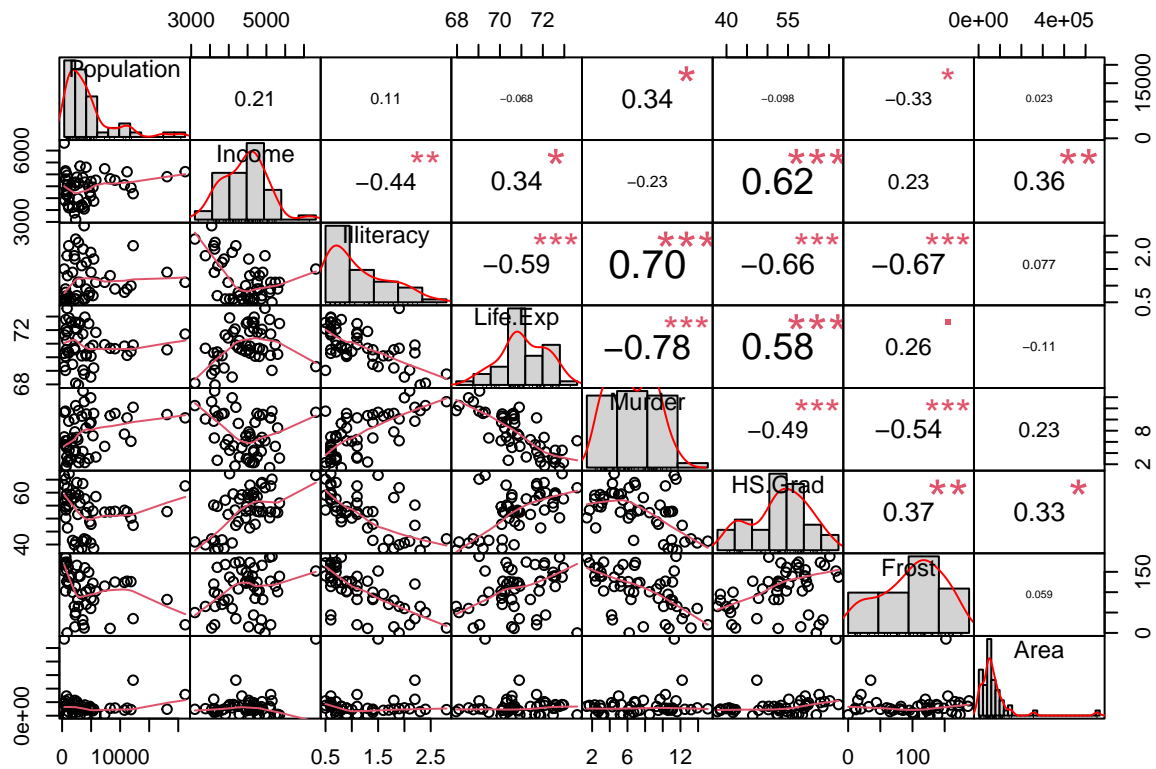 3000 5000 68 70 72 40 55 0e+00 4e+05
Population 0.21 0.11 −0.068 0.34 * −0.098 −0.33 * 0.023 0 15000
3000 6000 Income −0.44 ** 0.34 * −0.23 0.62 *** 0.23 0.36 **
Illiteracy −0.59 *** 0.70 *** −0.66 *** −0.67 *** 0.077 0.5 2.0
68 72 Life.Exp −0.78 *** 0.58 *** 0.26 . −0.11
Murder −0.49 *** −0.54 *** 0.23 2 8
40 60 HS.Grad 0.37 ** 0.33 *
Frost 0.059 0 150
0e+00 Area
0 10000 0.5 1.5 2.5 2 6 12 0 100